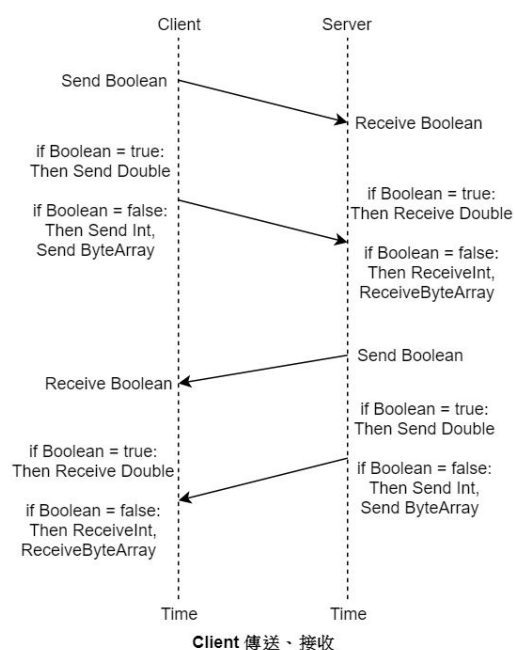 Client
Server
Send Boolean
Receive Boolean
if Boolean = true:
Then Send Double
if Boolean = true:
Then Receive Double
if Boolean = false:
Then Send Int,
Send ByteArray
if Boolean = false:
Then ReceiveInt,
ReceiveByteArray
Send Boolean
Receive Boolean
if Boolean = true:
Then Send Double
if Boolean = true:
Then Receive Double
if Boolean = false:
Then Send Int,
Send ByteArray
if Boolean = false:
Then ReceiveInt,
ReceiveByteArray
Time
Time
Client 傳送、接收